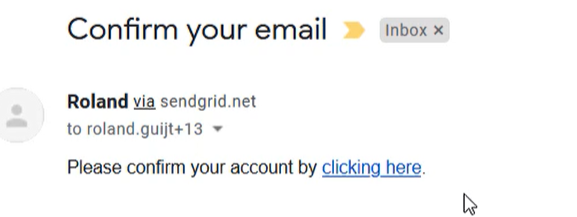 Confirm your email Inbox ×
Roland via sendgrid.net
to roland.guijt+13
Please confirm your account by clicking here.